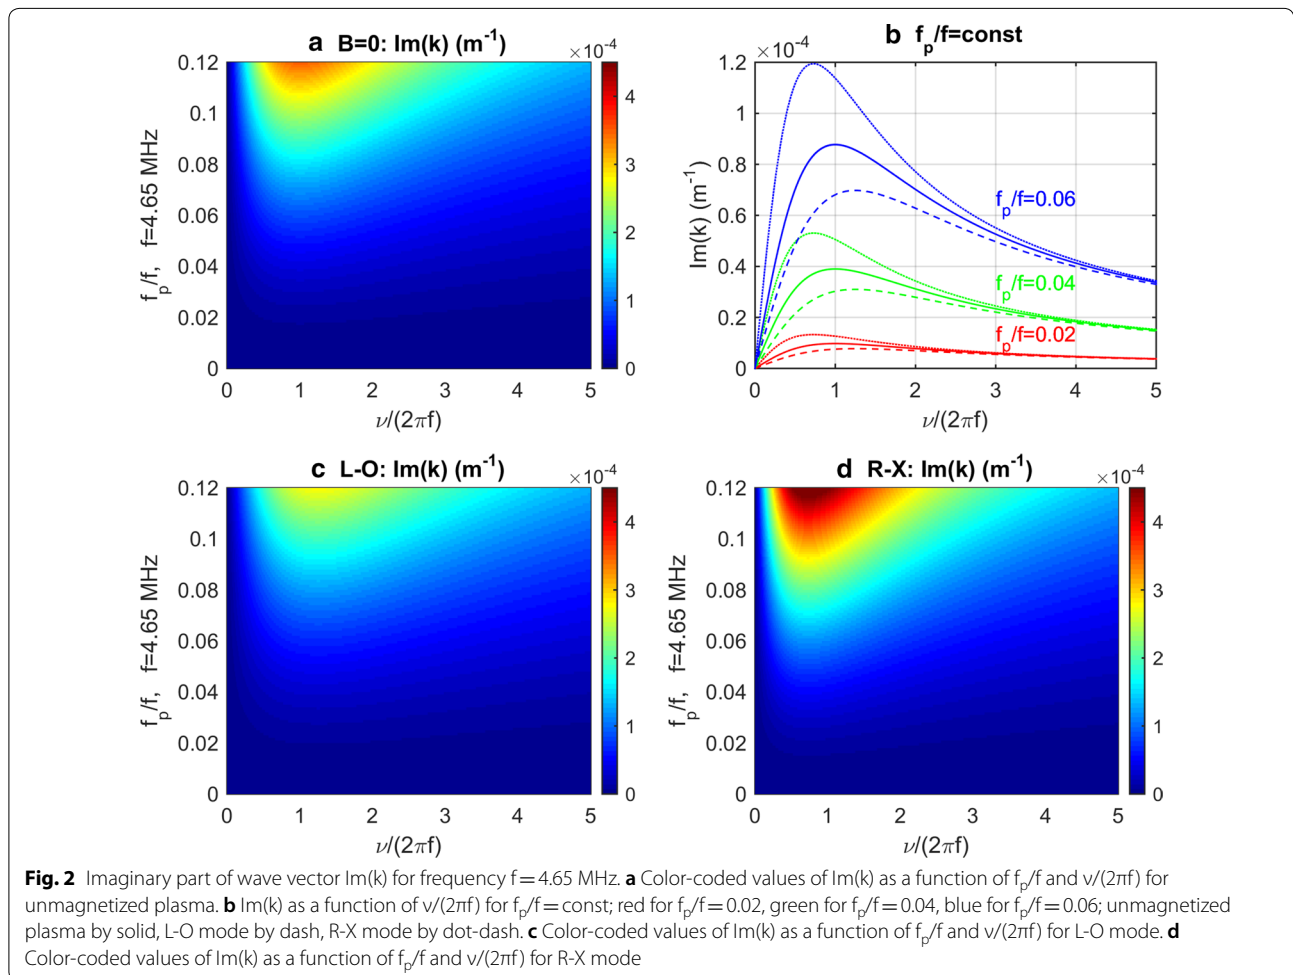 a B=0: Im(k) (m⁻¹)
×10⁻⁴
0.12
0.1
0.08
0.06
0.04
0.02
0
f_p/f, f=4.65 MHz
0 1 2 3 4 5
ν/(2πf)
4
3
2
1
0
b f_p/f=const
×10⁻⁴
1.2
1
0.8
0.6
0.4
0.2
0
Im(k) (m⁻¹)
f_p/f=0.06
f_p/f=0.04
f_p/f=0.02
0 1 2 3 4 5
ν/(2πf)
c L-O: Im(k) (m⁻¹)
×10⁻⁴
0.12
0.1
0.08
0.06
0.04
0.02
0
f_p/f, f=4.65 MHz
0 1 2 3 4 5
ν/(2πf)
4
3
2
1
0
d R-X: Im(k) (m⁻¹)
×10⁻⁴
0.12
0.1
0.08
0.06
0.04
0.02
0
f_p/f, f=4.65 MHz
0 1 2 3 4 5
ν/(2πf)
4
3
2
1
0
Fig. 2 Imaginary part of wave vector Im(k) for frequency f = 4.65 MHz. a Color-coded values of Im(k) as a function of f_p/f and ν/(2πf) for
unmagnetized plasma. b Im(k) as a function of ν/(2πf) for f_p/f = const; red for f_p/f = 0.02, green for f_p/f = 0.04, blue for f_p/f = 0.06; unmagnetized
plasma by solid, L-O mode by dash, R-X mode by dot-dash. c Color-coded values of Im(k) as a function of f_p/f and ν/(2πf) for L-O mode. d
Color-coded values of Im(k) as a function of f_p/f and ν/(2πf) for R-X mode